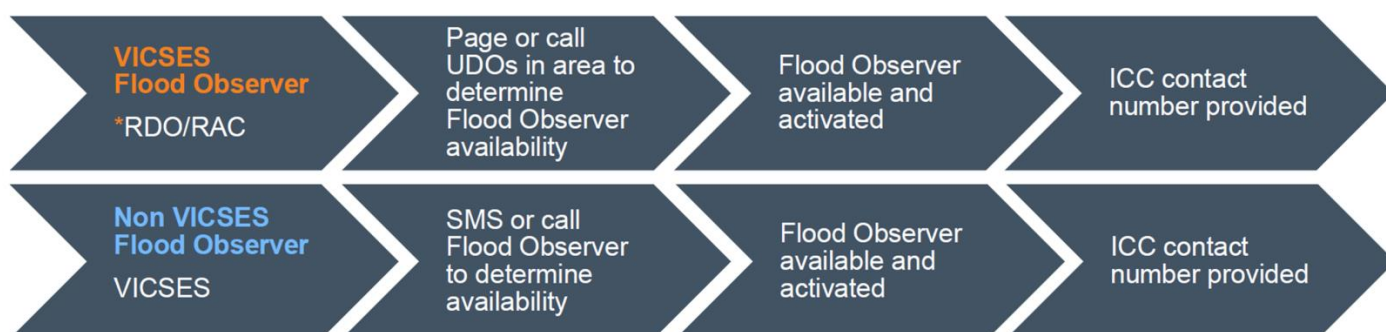 VICSES
Flood Observer
*RDO/RAC
Page or call
UDOs in area to
determine
Flood Observer
availability
Flood Observer
available and
activated
ICC contact
number provided
Non VICSES
Flood Observer
VICSES
SMS or call
Flood Observer
to determine
availability
Flood Observer
available and
activated
ICC contact
number provided